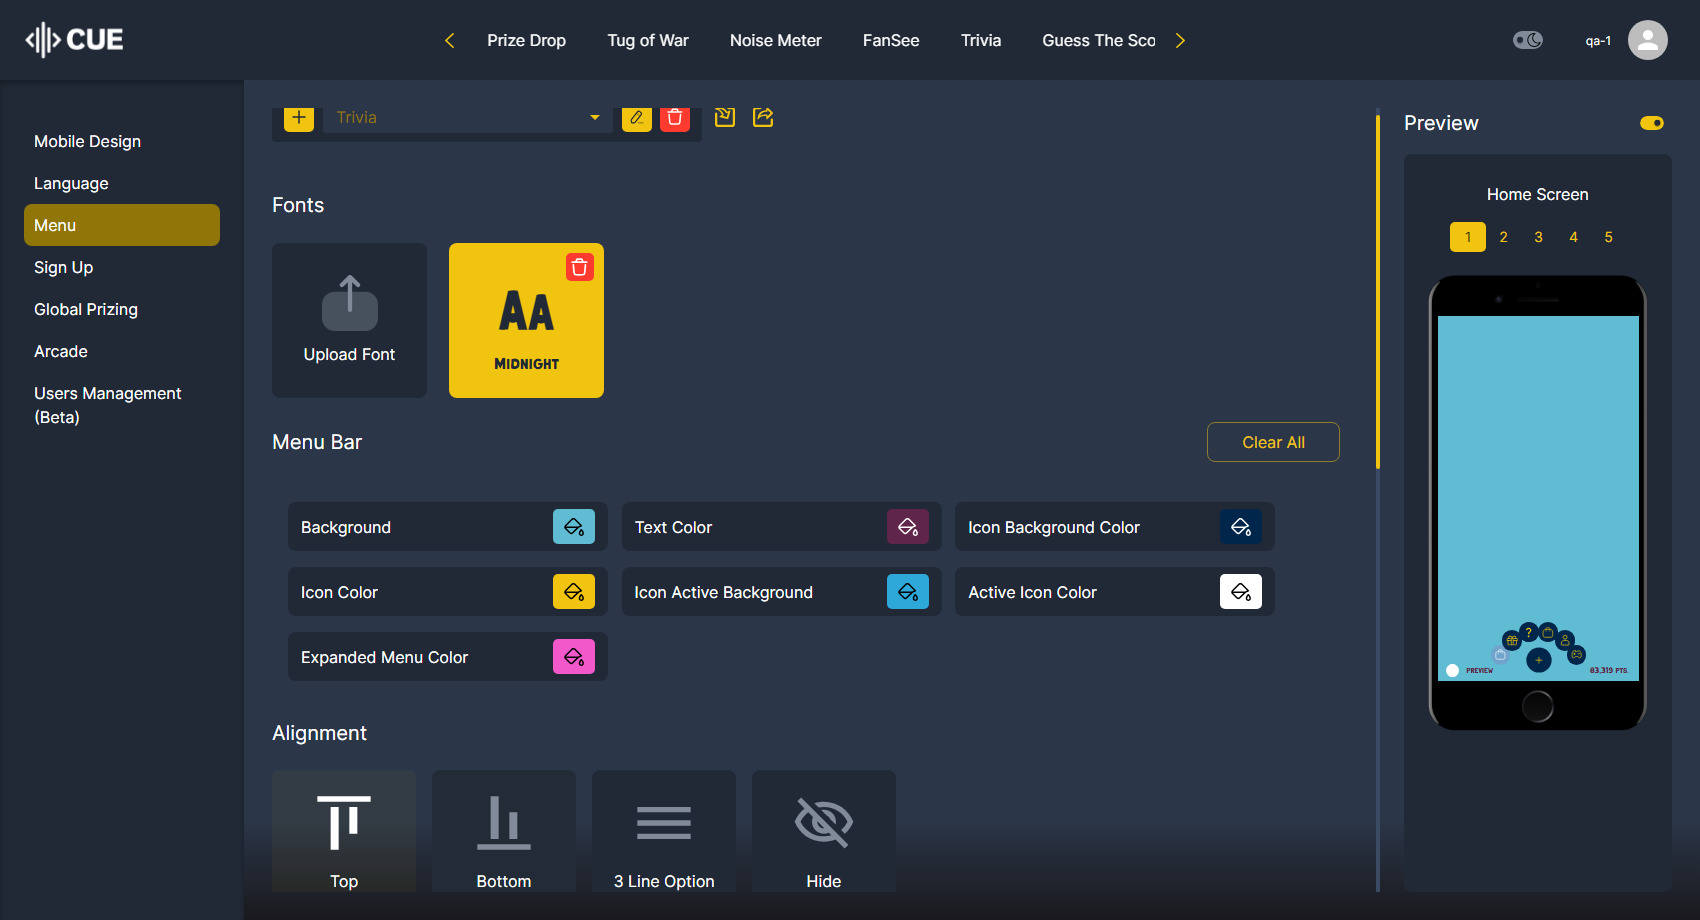 CUE
Prize Drop
Tug of War
Noise Meter
FanSee
Trivia
Guess The Sco
qa-1
Mobile Design
Language
Menu
Sign Up
Global Prizing
Arcade
Users Management
(Beta)
Trivia
Fonts
Upload Font
AA
MIDNIGHT
Menu Bar
Clear All
Background
Text Color
Icon Background Color
Icon Color
Icon Active Background
Active Icon Color
Expanded Menu Color
Alignment
Top
Bottom
3 Line Option
Hide
Preview
Home Screen
1 2 3 4 5
PREVIEW
83,319 PTS